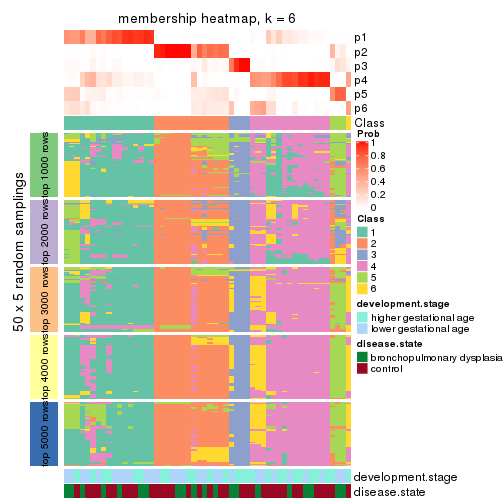 membership heatmap, k = 6
p1
p2
p3
p4
p5
p6
Class
Prob
1
0.8
0.6
0.4
0.2
0
Class
1
2
3
4
5
6
development.stage
higher gestational age
lower gestational age
disease.state
bronchopulmonary dysplasia
control
50 x 5 random samplings
top 1000 rows
top 2000 rows
top 3000 rows
top 4000 rows
top 5000 rows
development.stage
disease.state